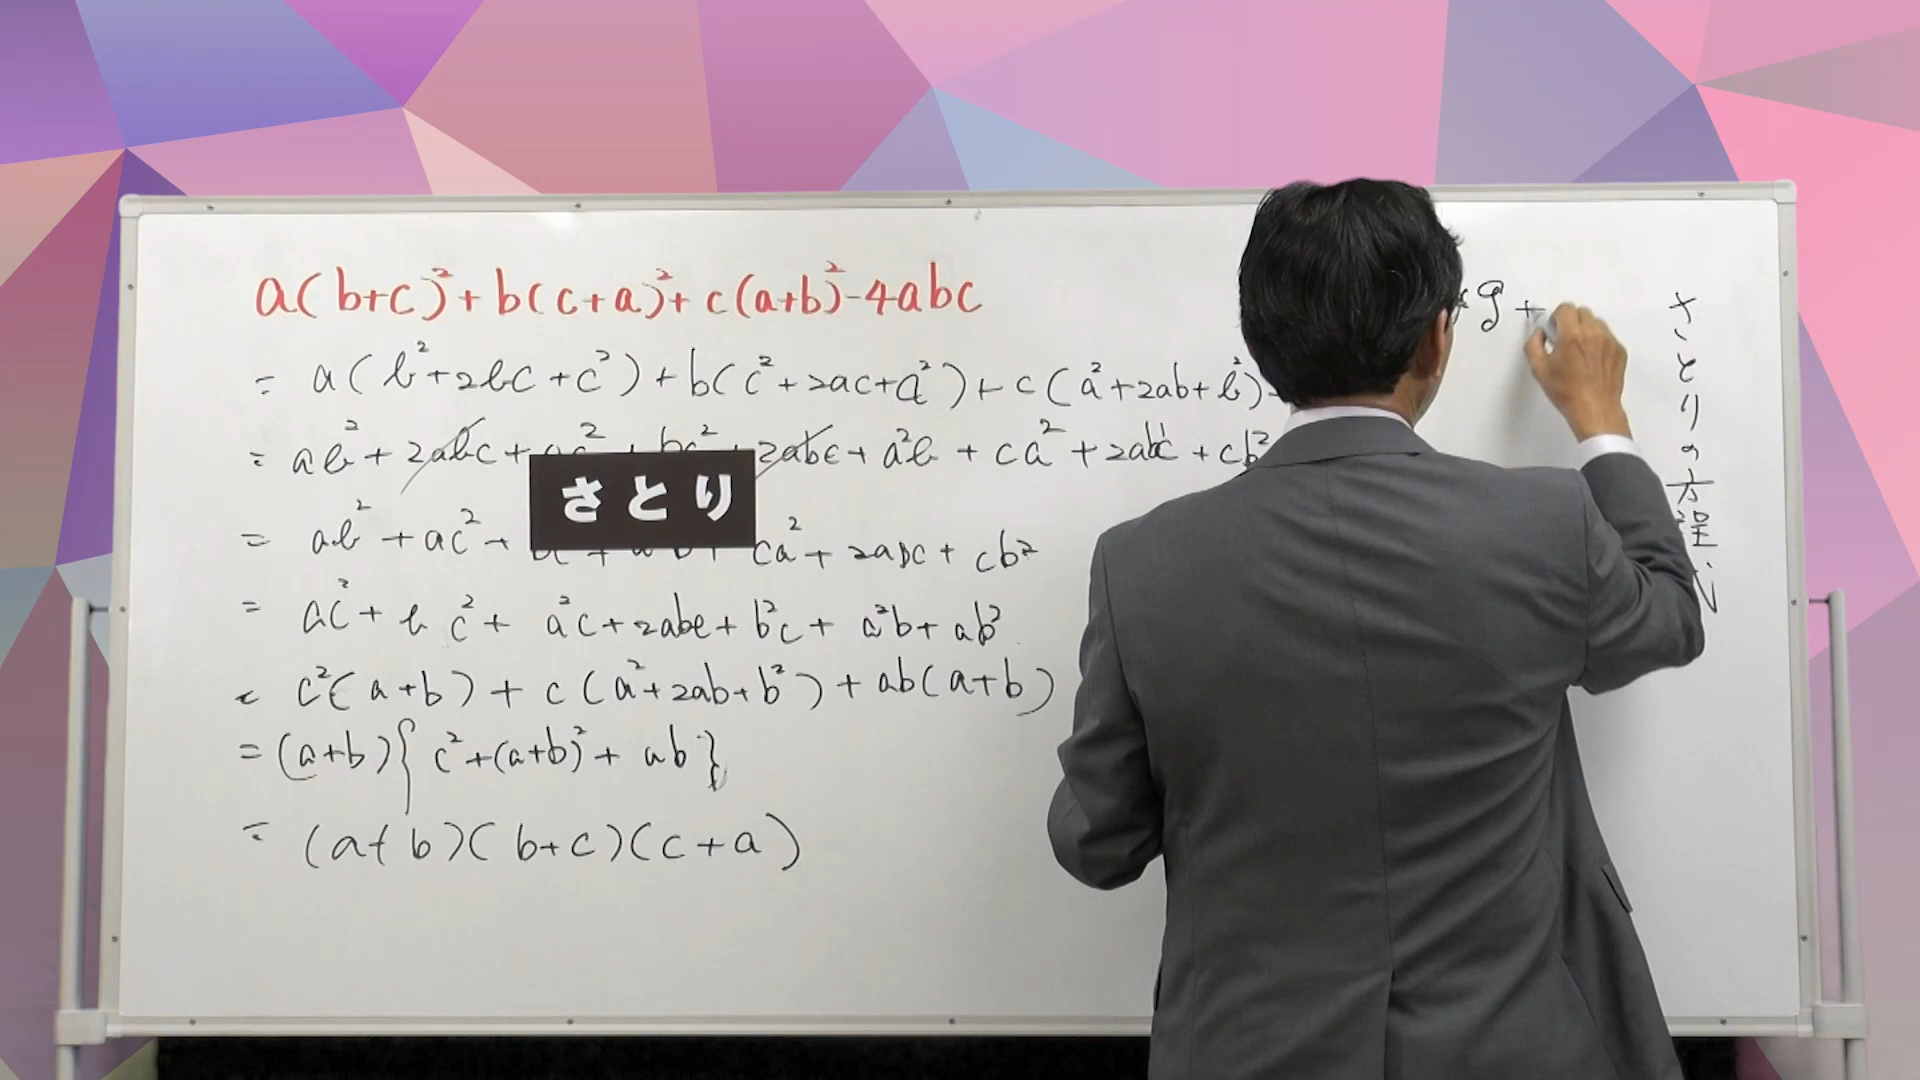 a(b+c)²+b(c+a)²+c(a+b)²-4abc
= a(b²+2bc+c²)+b(c²+2ac+a²)+c(a²+2ab+b²)
= ab²+2abc+ac²+bc²+2abc+a²b+ca²+2abc+cb²
= ab²+ac²+
ca²+2abc+cb²
= ac²+bc²+a²c+2abc+b²c+a²b+ab²
= c²(a+b)+c(a²+2ab+b²)+ab(a+b)
=(a+b){c²+(a+b)²+ab}
= (a+b)(b+c)(c+a)
さとり
g+
さとりの方程式